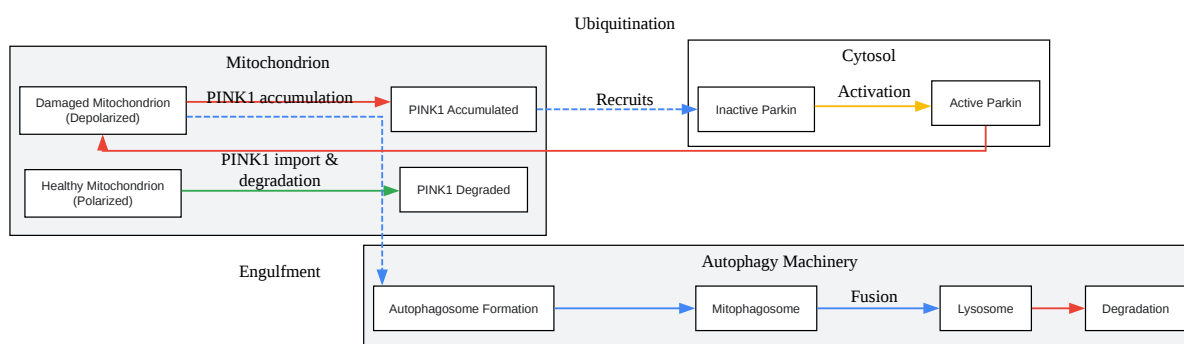 Ubiquitination
Mitochondrion
Cytosol
Damaged Mitochondrion
(Depolarized)
PINK1 accumulation
PINK1 Accumulated
Recruits
Inactive Parkin
Activation
Active Parkin
Healthy Mitochondrion
(Polarized)
PINK1 import &
degradation
PINK1 Degraded
Engulfment
Autophagy Machinery
Autophagosome Formation
Mitophagosome
Fusion
Lysosome
Degradation